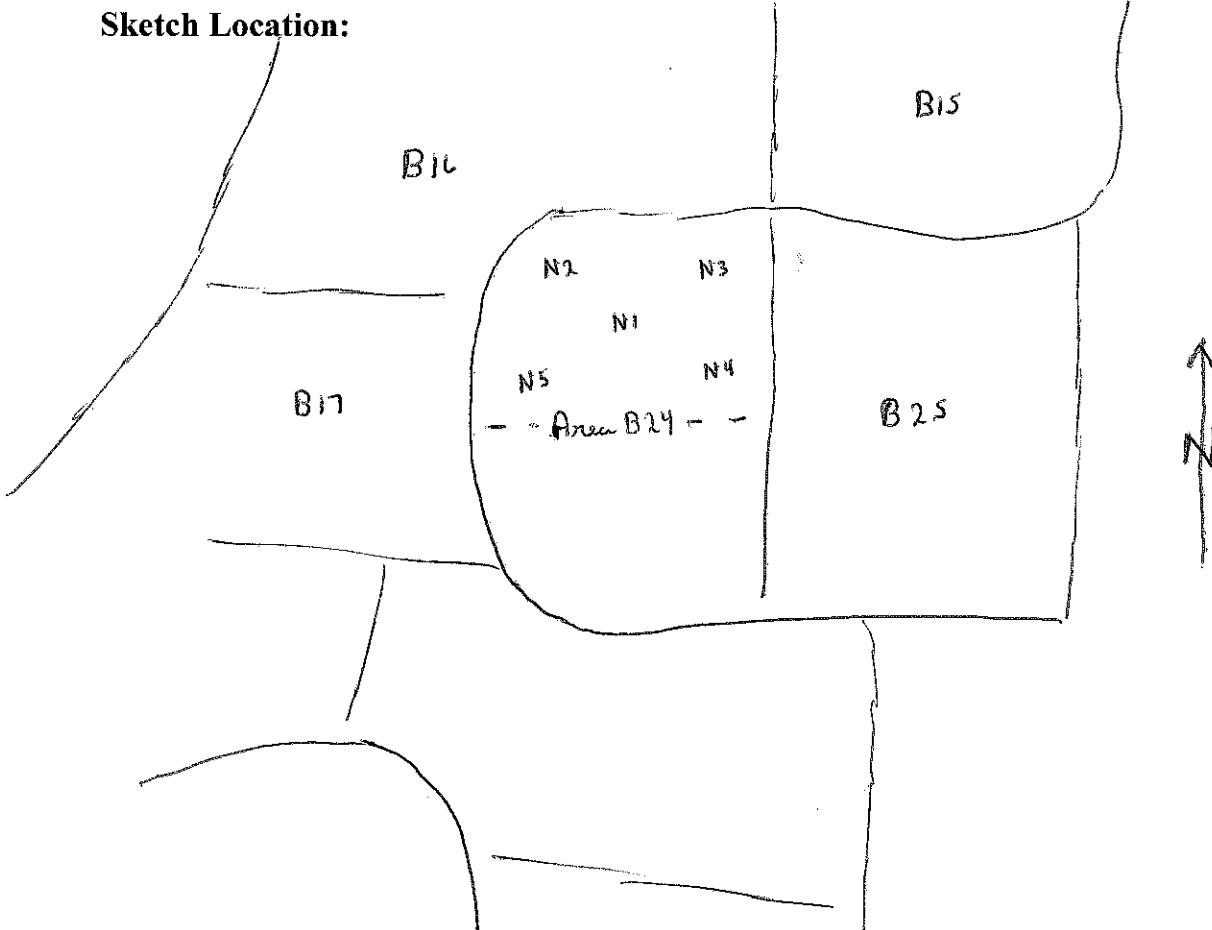 Sketch Location:
B15
B16
N2 N3
N1
N5 N4
B17
- - Area B24 - -
B25
N